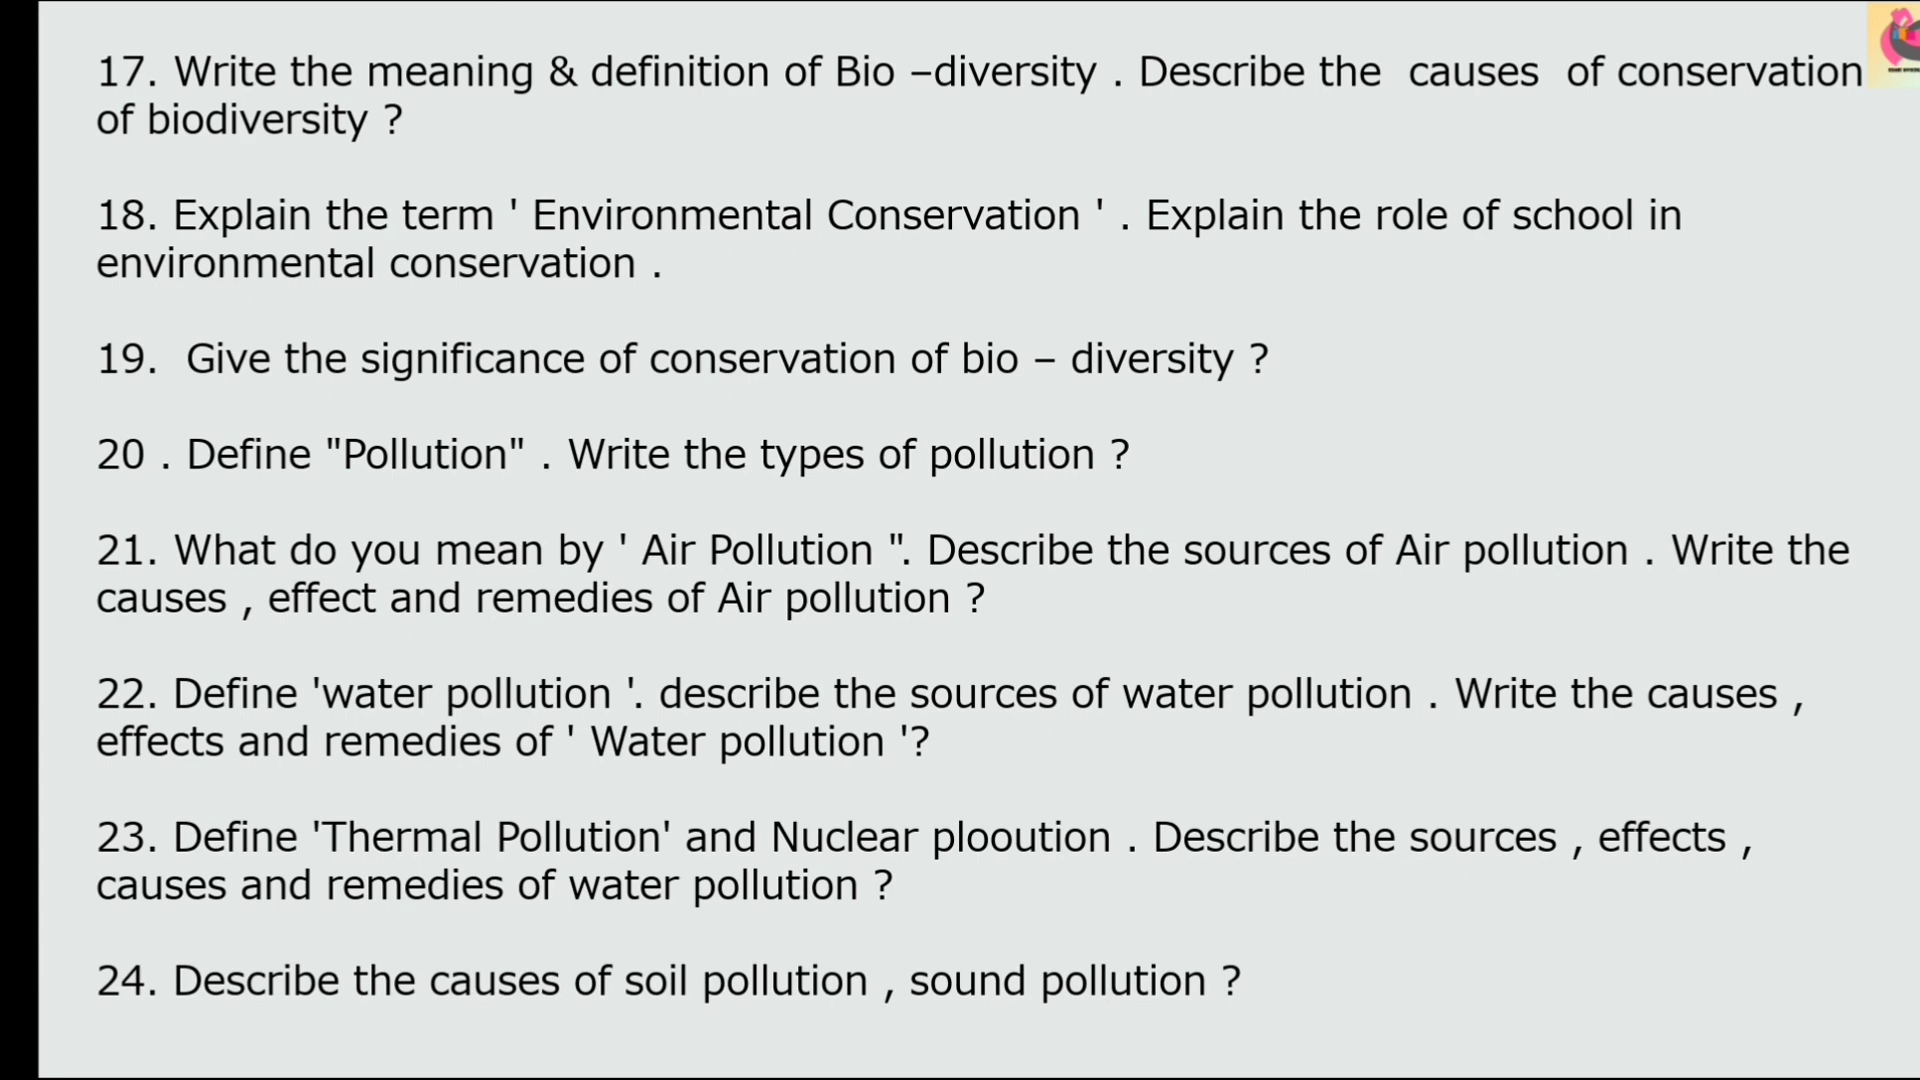 17. Write the meaning & definition of Bio –diversity . Describe the causes of conservation
of biodiversity ?
18. Explain the term ' Environmental Conservation ' . Explain the role of school in
environmental conservation .
19. Give the significance of conservation of bio – diversity ?
20 . Define "Pollution" . Write the types of pollution ?
21. What do you mean by ' Air Pollution ". Describe the sources of Air pollution . Write the
causes , effect and remedies of Air pollution ?
22. Define 'water pollution '. describe the sources of water pollution . Write the causes ,
effects and remedies of ' Water pollution '?
23. Define 'Thermal Pollution' and Nuclear plooution . Describe the sources , effects ,
causes and remedies of water pollution ?
24. Describe the causes of soil pollution , sound pollution ?